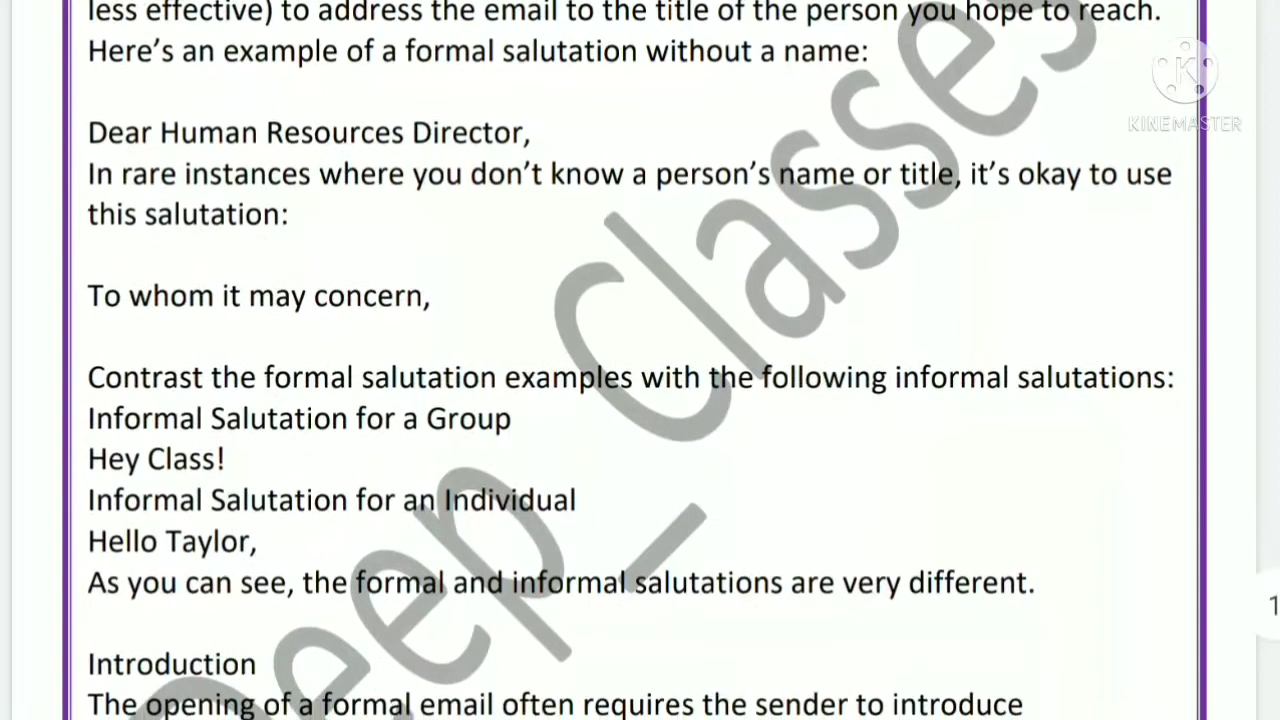 less effective) to address the email to the title of the person you hope to reach.
Here’s an example of a formal salutation without a name:
Dear Human Resources Director,
In rare instances where you don’t know a person’s name or title, it’s okay to use
this salutation:
To whom it may concern,
Contrast the formal salutation examples with the following informal salutations:
Informal Salutation for a Group
Hey Class!
Informal Salutation for an Individual
Hello Taylor,
As you can see, the formal and informal salutations are very different.
Introduction
The opening of a formal email often requires the sender to introduce
Deep_Classes
K
KINEMASTER
1